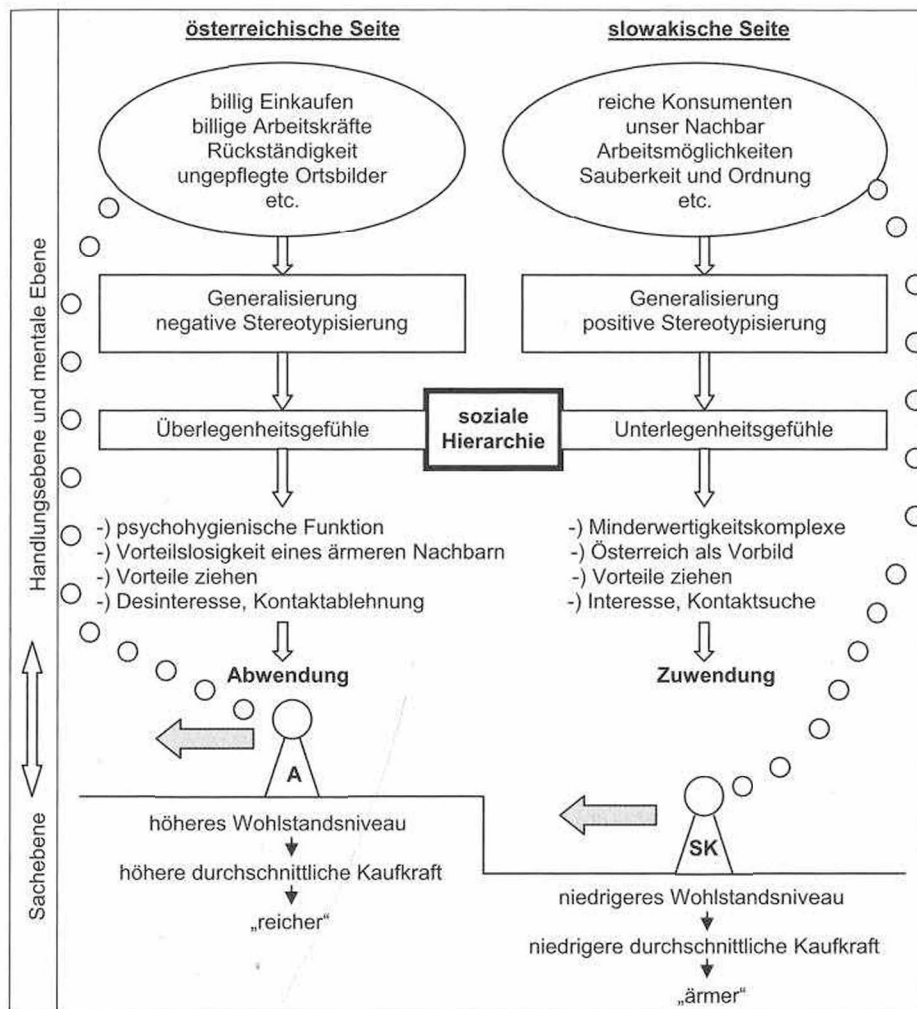 österreichische Seite
slowakische Seite
billig Einkaufen
billige Arbeitskräfte
Rückständigkeit
ungepflegte Ortsbilder
etc.
reiche Konsumenten
unser Nachbar
Arbeitsmöglichkeiten
Sauberkeit und Ordnung
etc.
Generalisierung
negative Stereotypisierung
Generalisierung
positive Stereotypisierung
Überlegenheitsgefühle
soziale
Hierarchie
Unterlegenheitsgefühle
-) psychohygienische Funktion
-) Vorteilslosigkeit eines ärmeren Nachbarn
-) Vorteile ziehen
-) Desinteresse, Kontaktablehnung
-) Minderwertigkeitskomplexe
-) Österreich als Vorbild
-) Vorteile ziehen
-) Interesse, Kontaktsuche
Abwendung
Zuwendung
A
SK
höheres Wohlstandsniveau
höhere durchschnittliche Kaufkraft
„reicher“
niedrigeres Wohlstandsniveau
niedrigere durchschnittliche Kaufkraft
„ärmer“
Handlungsebene und mentale Ebene
Sachebene